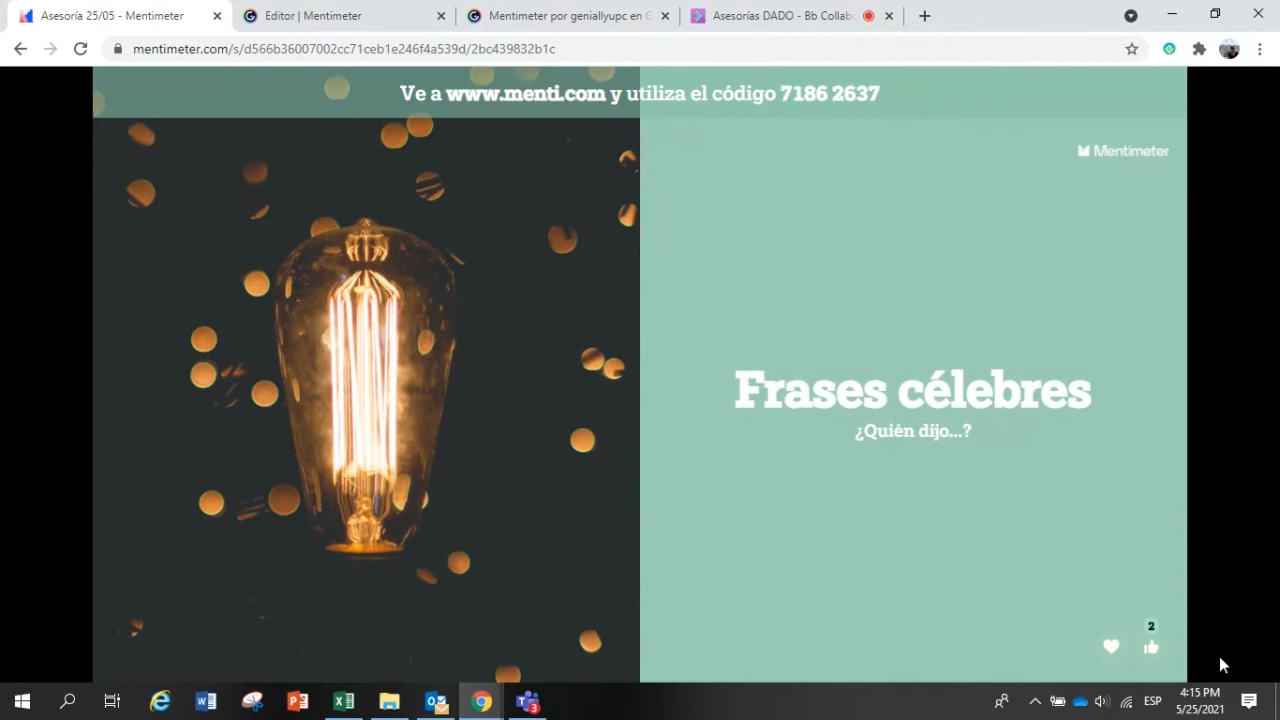 Asesoría 25/05 - Mentimeter
Editor | Mentimeter
Mentimeter por geniallyupc en G
Asesorías DADO - Bb Collabo
mentimeter.com/s/d566b36007002cc71ceb1e246f4a539d/2bc439832b1c
Ve a www.menti.com y utiliza el código 7186 2637
Mentimeter
Frases célebres
¿Quién dijo...?
2
3
ESP
4:15 PM
5/25/2021